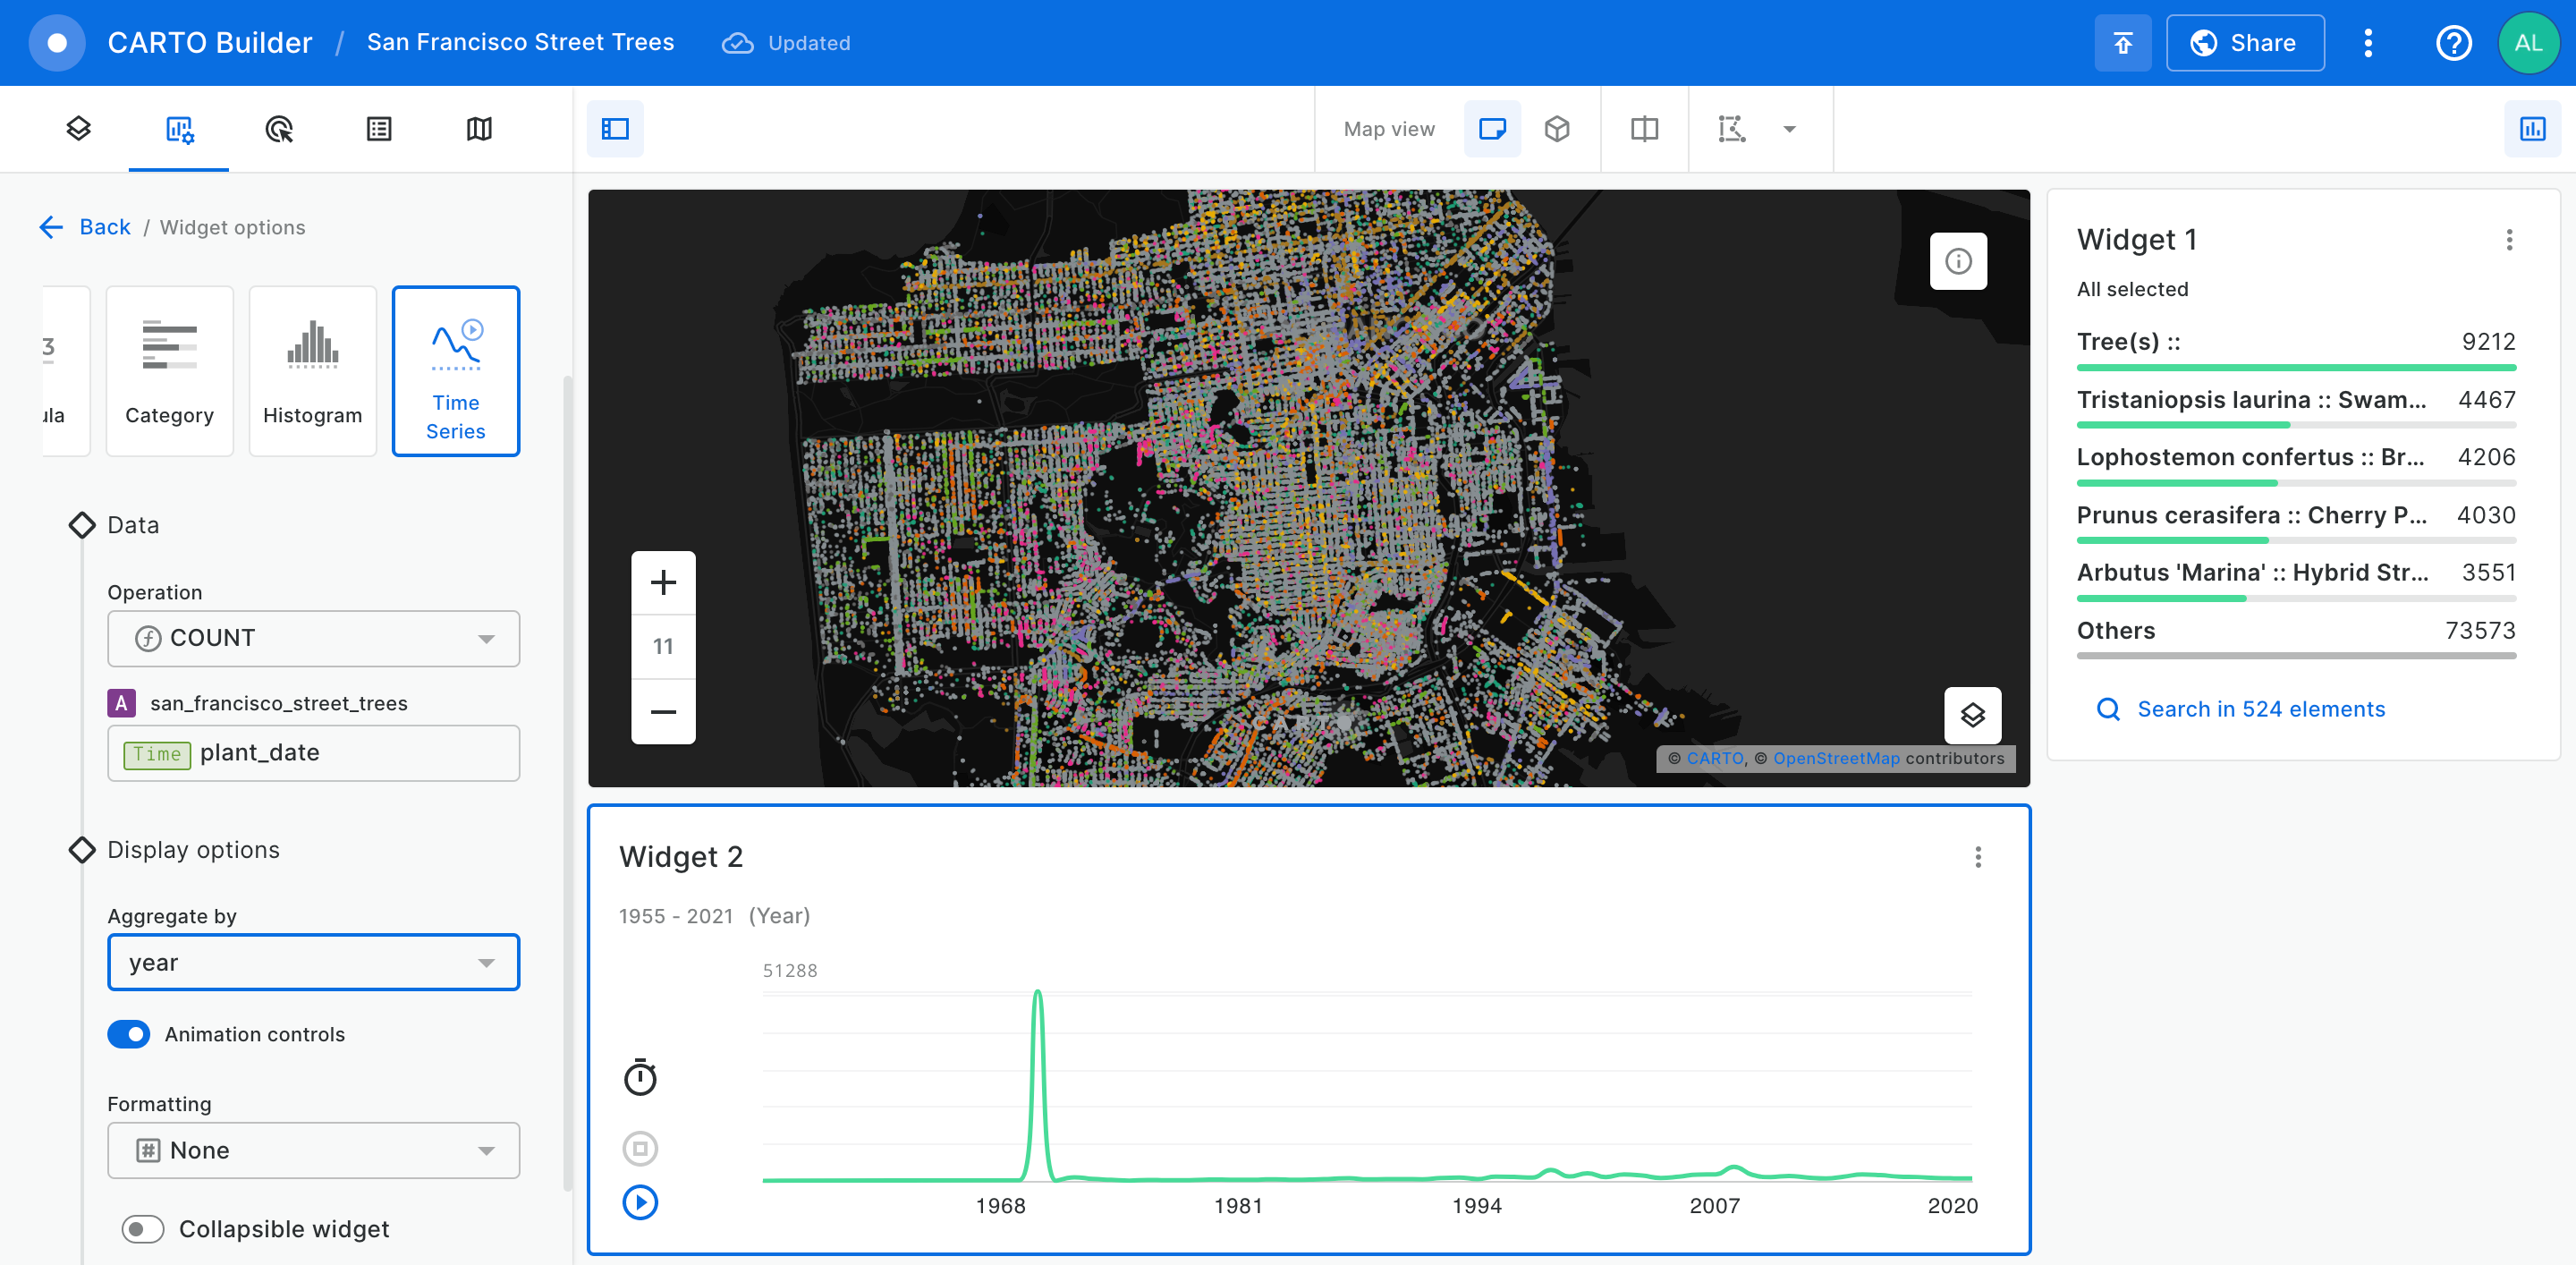 CARTO Builder / San Francisco Street Trees Updated
Share
AL
Map view
Back / Widget options
3
ula
Category
Histogram
Time
Series
Data
Operation
COUNT
A san_francisco_street_trees
Time plant_date
Display options
Aggregate by
year
Animation controls
Formatting
None
Collapsible widget
11
© CARTO, © OpenStreetMap contributors
Widget 2
1955 - 2021 (Year)
51288
1968 1981 1994 2007 2020
Widget 1
All selected
Tree(s) :: 9212
Tristaniopsis laurina :: Swam... 4467
Lophostemon confertus :: Br... 4206
Prunus cerasifera :: Cherry P... 4030
Arbutus 'Marina' :: Hybrid Str... 3551
Others 73573
Search in 524 elements